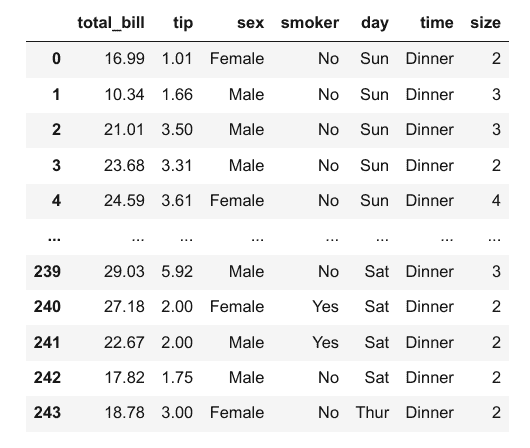 total_bill tip sex smoker day time size
0 16.99 1.01 Female No Sun Dinner 2
1 10.34 1.66 Male No Sun Dinner 3
2 21.01 3.50 Male No Sun Dinner 3
3 23.68 3.31 Male No Sun Dinner 2
4 24.59 3.61 Female No Sun Dinner 4
... ... ... ... ... ... ... ...
239 29.03 5.92 Male No Sat Dinner 3
240 27.18 2.00 Female Yes Sat Dinner 2
241 22.67 2.00 Male Yes Sat Dinner 2
242 17.82 1.75 Male No Sat Dinner 2
243 18.78 3.00 Female No Thur Dinner 2